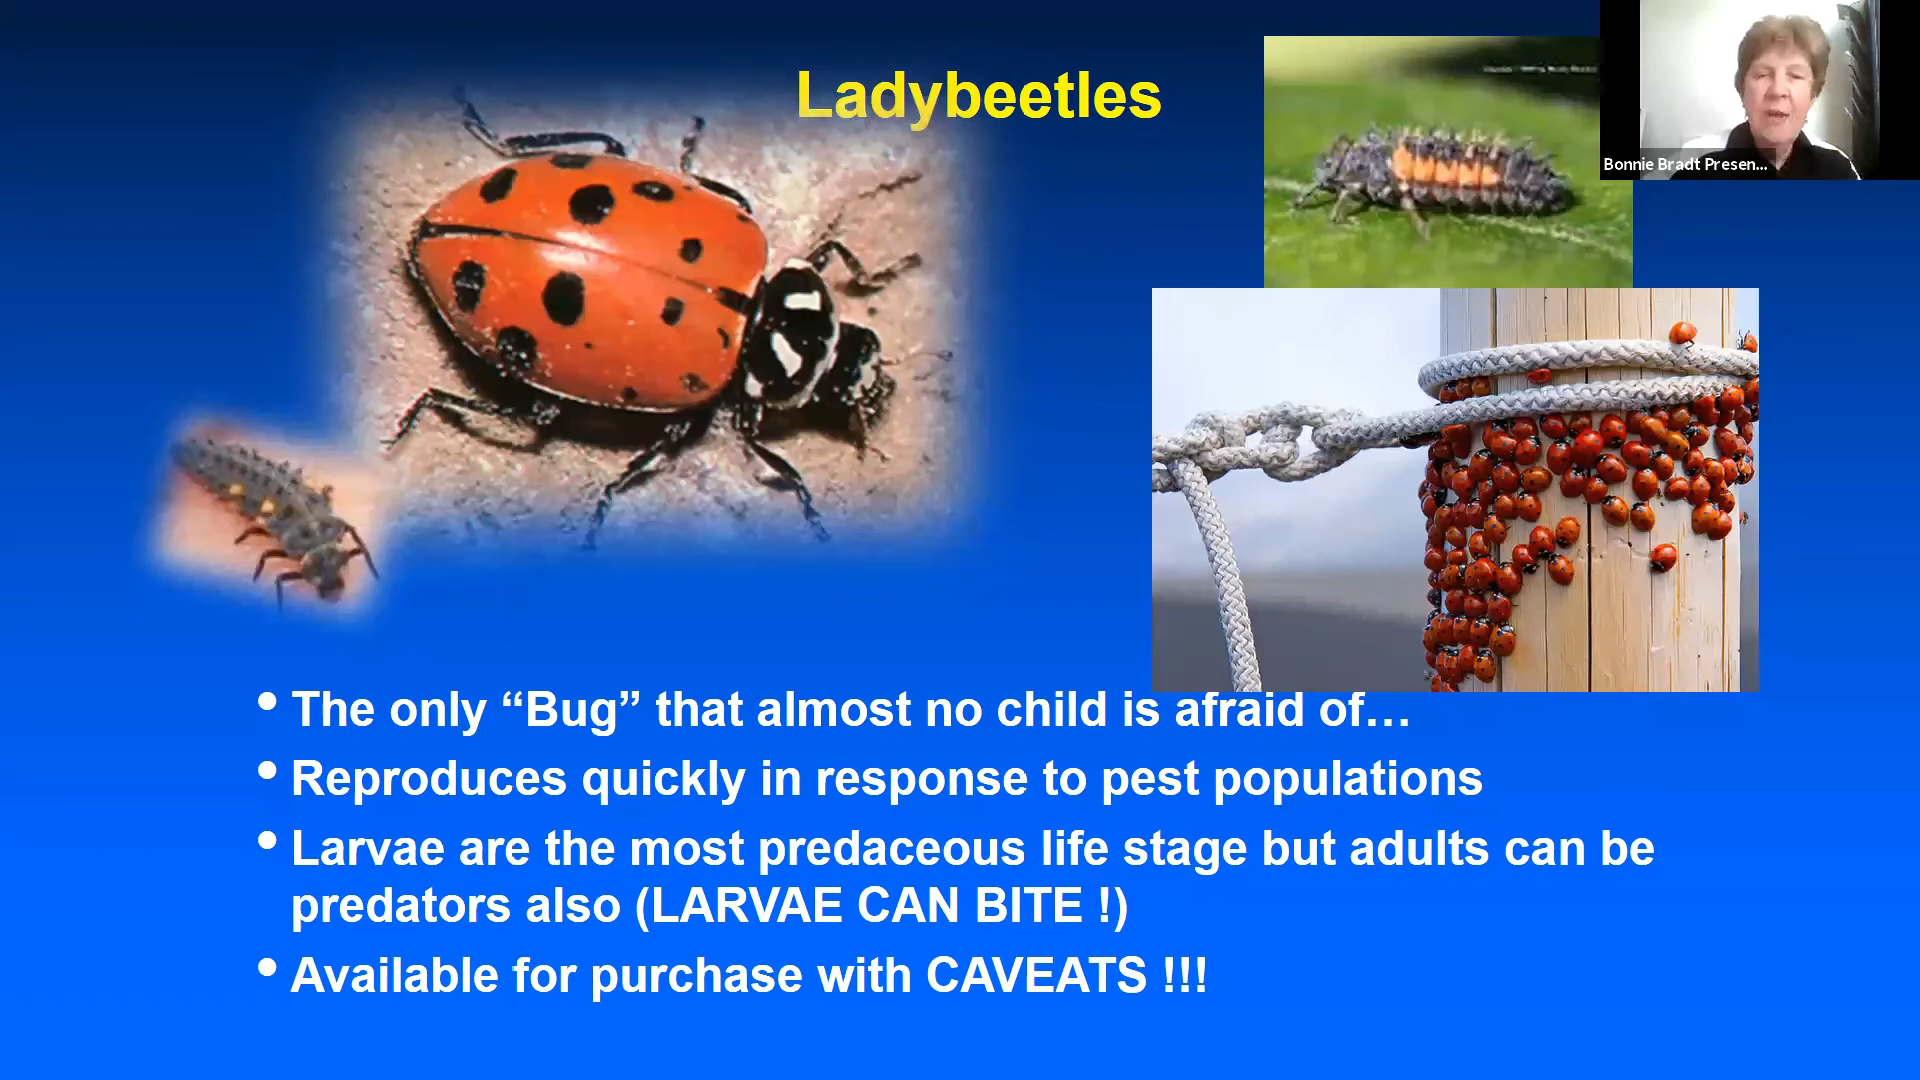 Ladybeetles
Bonnie Bradt Presen...
• The only “Bug” that almost no child is afraid of…
• Reproduces quickly in response to pest populations
• Larvae are the most predaceous life stage but adults can be
predators also (LARVAE CAN BITE !)
• Available for purchase with CAVEATS !!!